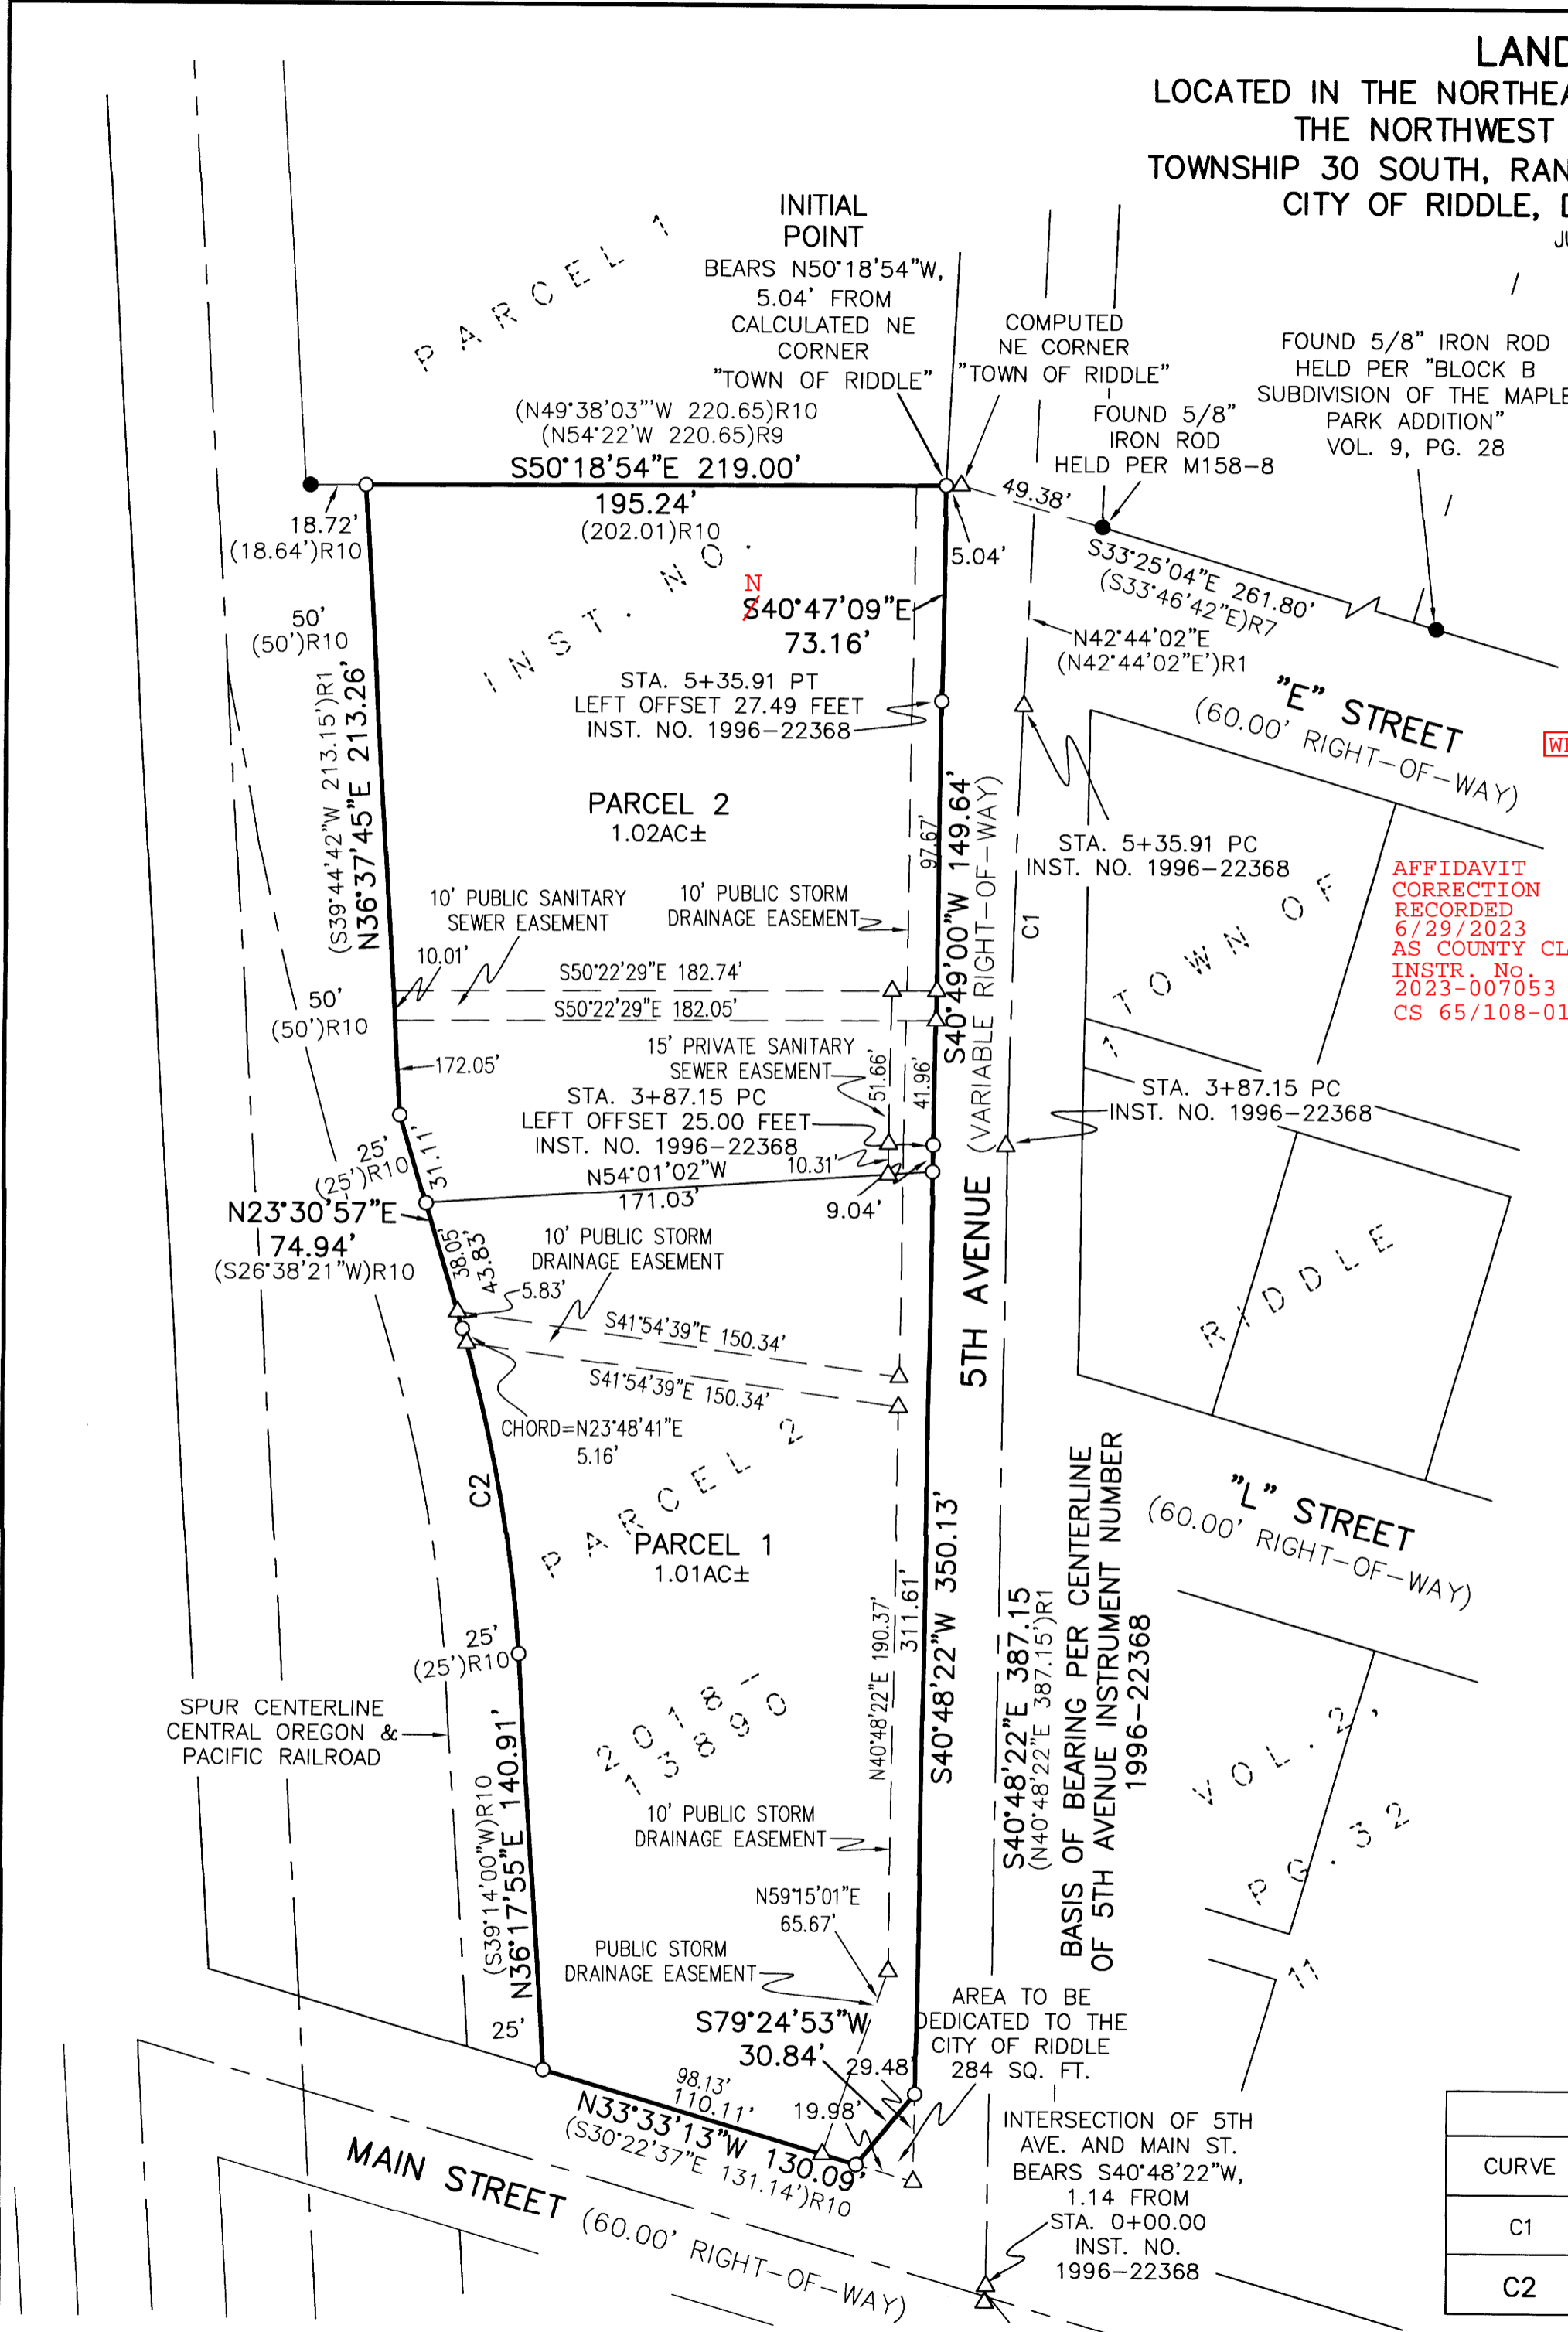 LAND
LOCATED IN THE NORTHEA
THE NORTHWEST
TOWNSHIP 30 SOUTH, RAN
CITY OF RIDDLE, D
JU
INITIAL
POINT
BEARS N50°18'54"W,
5.04' FROM
CALCULATED NE
CORNER
"TOWN OF RIDDLE"
COMPUTED
NE CORNER
"TOWN OF RIDDLE"
FOUND 5/8"
IRON ROD
HELD PER M158-8
FOUND 5/8" IRON ROD
HELD PER "BLOCK B
SUBDIVISION OF THE MAPLE
PARK ADDITION"
VOL. 9, PG. 28
PARCEL 1
(N49°38'03"'W 220.65)R10
(N54°22'W 220.65)R9
S50°18'54"E 219.00'
195.24'
(202.01)R10
18.72'
(18.64')R10
49.38'
5.04'
S33°25'04"E 261.80'
(S33°46'42"E)R7
INST. NO.
N
S40°47'09"E
73.16'
N42°44'02"E
(N42°44'02"E')R1
50'
(50')R10
STA. 5+35.91 PT
LEFT OFFSET 27.49 FEET
INST. NO. 1996-22368
"E" STREET
(60.00' RIGHT-OF-WAY)
(S39°44'42"W 213.15')R1
N36°37'45"E 213.26'
PARCEL 2
1.02AC±
97.67'
S40°49'00"W 149.64'
(VARIABLE RIGHT-OF-WAY)
C1
STA. 5+35.91 PC
INST. NO. 1996-22368
AFFIDAVIT
CORRECTION
RECORDED
6/29/2023
AS COUNTY CL
INSTR. No.
2023-007053
CS 65/108-01
TOWN OF
10' PUBLIC SANITARY
SEWER EASEMENT
10' PUBLIC STORM
DRAINAGE EASEMENT
10.01'
S50°22'29"E 182.74'
S50°22'29"E 182.05'
50'
(50')R10
172.05'
15' PRIVATE SANITARY
SEWER EASEMENT
51.66'
41.96'
STA. 3+87.15 PC
LEFT OFFSET 25.00 FEET
INST. NO. 1996-22368
1
STA. 3+87.15 PC
INST. NO. 1996-22368
25'
(25')R10
31.11'
N54°01'02"W
171.03'
10.31'
9.04'
N23°30'57"E
74.94'
(S26°38'21"W)R10
38.05'
43.83'
10' PUBLIC STORM
DRAINAGE EASEMENT
5.83'
S41°54'39"E 150.34'
S41°54'39"E 150.34'
5TH AVENUE
RIDDLE
CHORD=N23°48'41"E
5.16'
C2
PARCEL 2
PARCEL 1
1.01AC±
"L" STREET
(60.00' RIGHT-OF-WAY)
N40°48'22"E 190.37'
311.61'
S40°48'22"W 350.13'
S40°48'22"E 387.15
(N40°48'22"E 387.15')R1
BASIS OF BEARING PER CENTERLINE
OF 5TH AVENUE INSTRUMENT NUMBER
1996-22368
25'
(25')R10
SPUR CENTERLINE
CENTRAL OREGON &
PACIFIC RAILROAD
2018-
13890
(S39°14'00"W)R10
N36°17'55"E 140.91'
10' PUBLIC STORM
DRAINAGE EASEMENT
VOL. 2,
PG. 32
N59°15'01"E
65.67'
PUBLIC STORM
DRAINAGE EASEMENT
11
AREA TO BE
DEDICATED TO THE
CITY OF RIDDLE
284 SQ. FT.
S79°24'53"W
30.84'
25'
29.48'
98.13'
110.11'
19.98'
N33°33'13"W 130.09'
(S30°22'37"E 131.14')R10
MAIN STREET (60.00' RIGHT-OF-WAY)
INTERSECTION OF 5TH
AVE. AND MAIN ST.
BEARS S40°48'22"W,
1.14 FROM
STA. 0+00.00
INST. NO.
1996-22368
CURVE
C1
C2